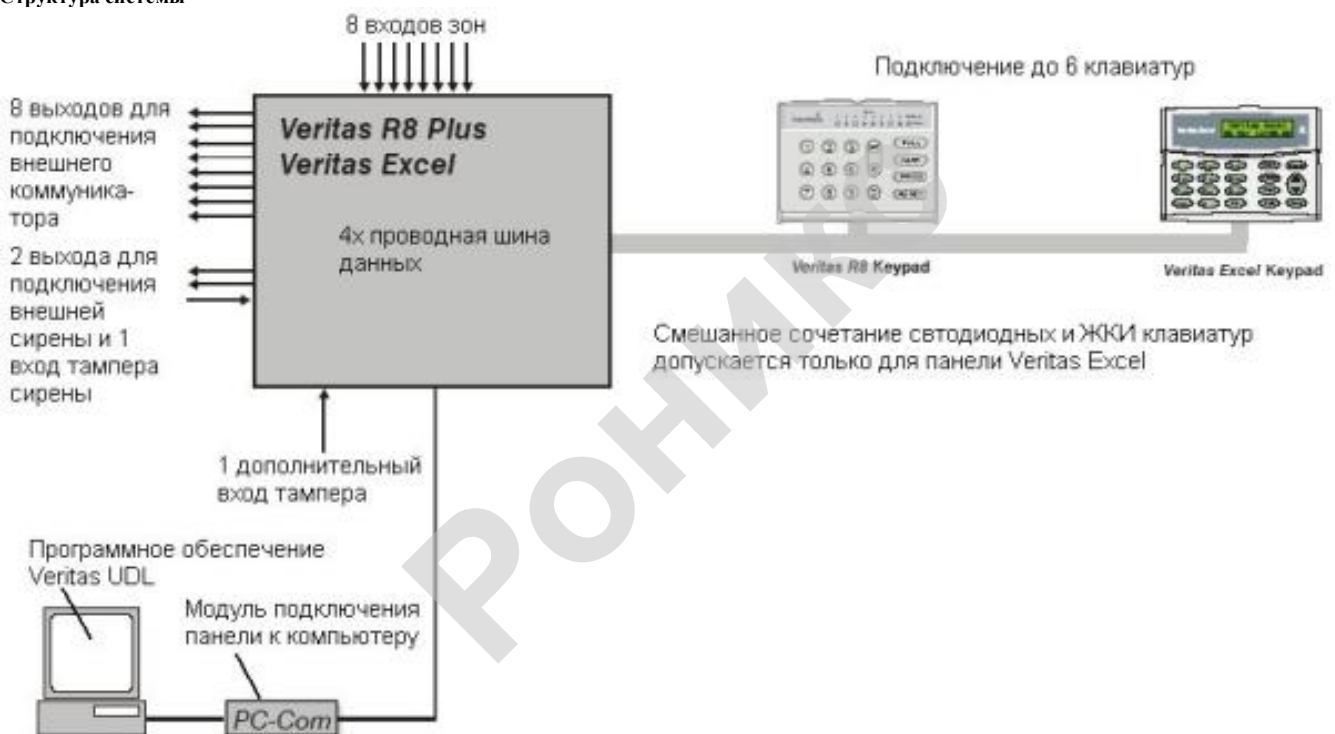 Структура системы
8 входов зон
Подключение до 6 клавиатур
8 выходов для
подключения
внешнего
коммуника-
тора
Veritas R8 Plus
Veritas Excel
4х проводная шина
данных
2 выхода для
подключения
внешней
сирены и 1
вход тампера
сирены
Veritas R8 Keypad
Veritas Excel Keypad
Смешанное сочетание свтодиодных и ЖКИ клавиатур
допускается только для панели Veritas Excel
1 дополнительный
вход тампера
Программное обеспечение
Veritas UDL
Модуль подключения
панели к компьютеру
PC-Com
Роникс